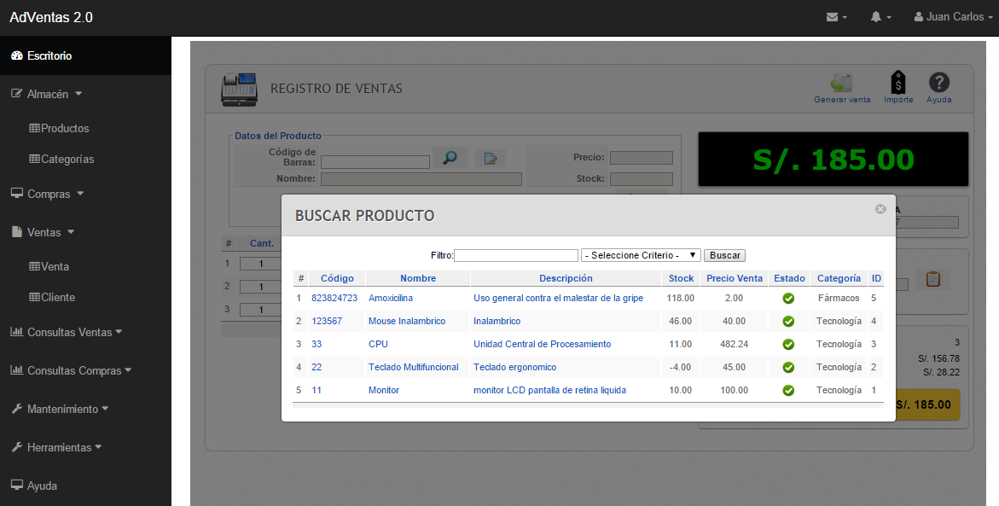 AdVentas 2.0
Juan Carlos
Escritorio
Almacén
Productos
Categorías
Compras
Ventas
Venta
Cliente
Consultas Ventas
Consultas Compras
Mantenimiento
Herramientas
Ayuda
REGISTRO DE VENTAS
Generar venta Importe Ayuda
Datos del Producto
Código de Barras:
Precio:
Nombre:
Stock:
S/. 185.00
# Cant.
1 1
2 1
3 1
A
7
3
S/. 156.78
S/. 28.22
S/. 185.00
BUSCAR PRODUCTO
Filtro: - Seleccione Criterio - Buscar
# Código Nombre Descripción Stock Precio Venta Estado Categoría ID
1 823824723 Amoxicilina Uso general contra el malestar de la gripe 118.00 2.00 Fármacos 5
2 123567 Mouse Inalambrico Inalambrico 46.00 40.00 Tecnología 4
3 33 CPU Unidad Central de Procesamiento 11.00 482.24 Tecnología 3
4 22 Teclado Multifuncional Teclado ergonomico -4.00 45.00 Tecnología 2
5 11 Monitor monitor LCD pantalla de retina liquida 10.00 100.00 Tecnología 1